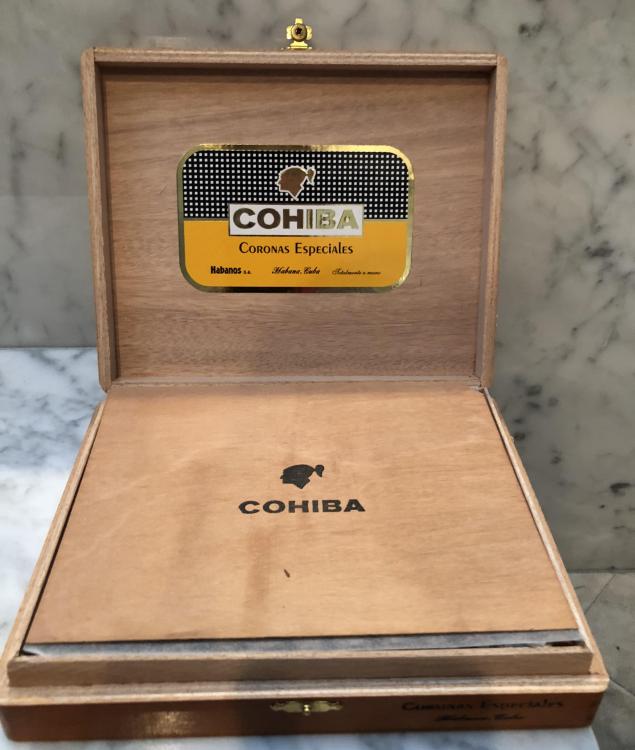 COHIBA
CORONAS ESPECIALES
Habanos s.a. Habana, Cuba Totalmente a mano
COHIBA
CORONAS ESPECIALES
Habana, Cuba